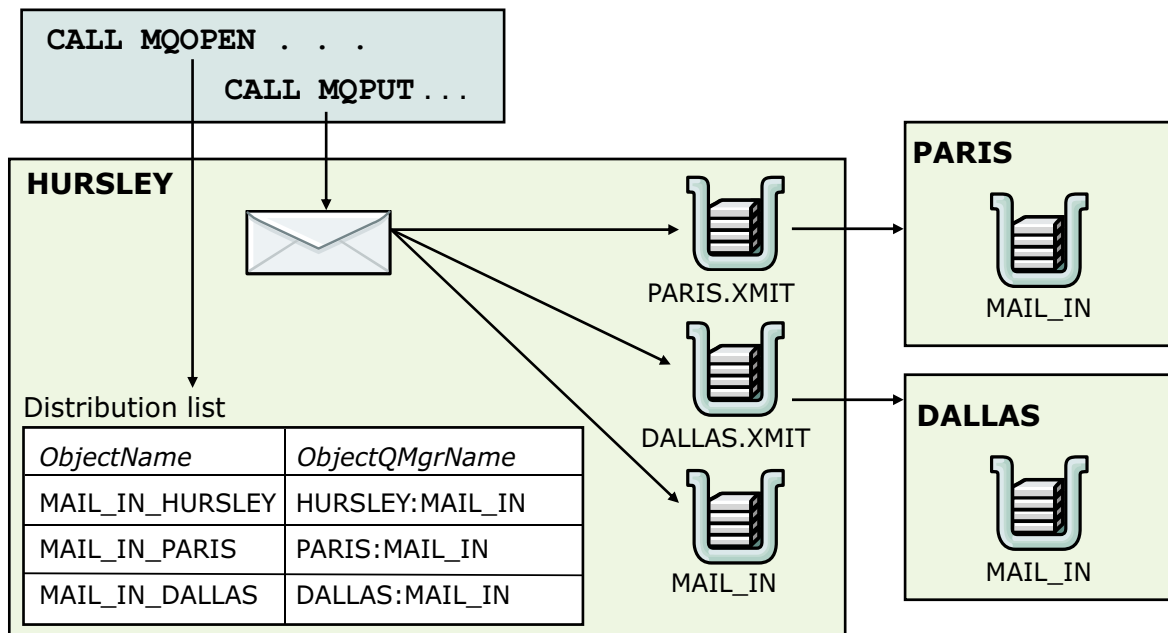 CALL MQOPEN . . .
CALL MQPUT ...
HURSLEY
PARIS
PARIS.XMIT
MAIL_IN
DALLAS.XMIT
DALLAS
MAIL_IN
MAIL_IN
Distribution list
ObjectName ObjectQMgrName
MAIL_IN_HURSLEY HURSLEY:MAIL_IN
MAIL_IN_PARIS PARIS:MAIL_IN
MAIL_IN_DALLAS DALLAS:MAIL_IN